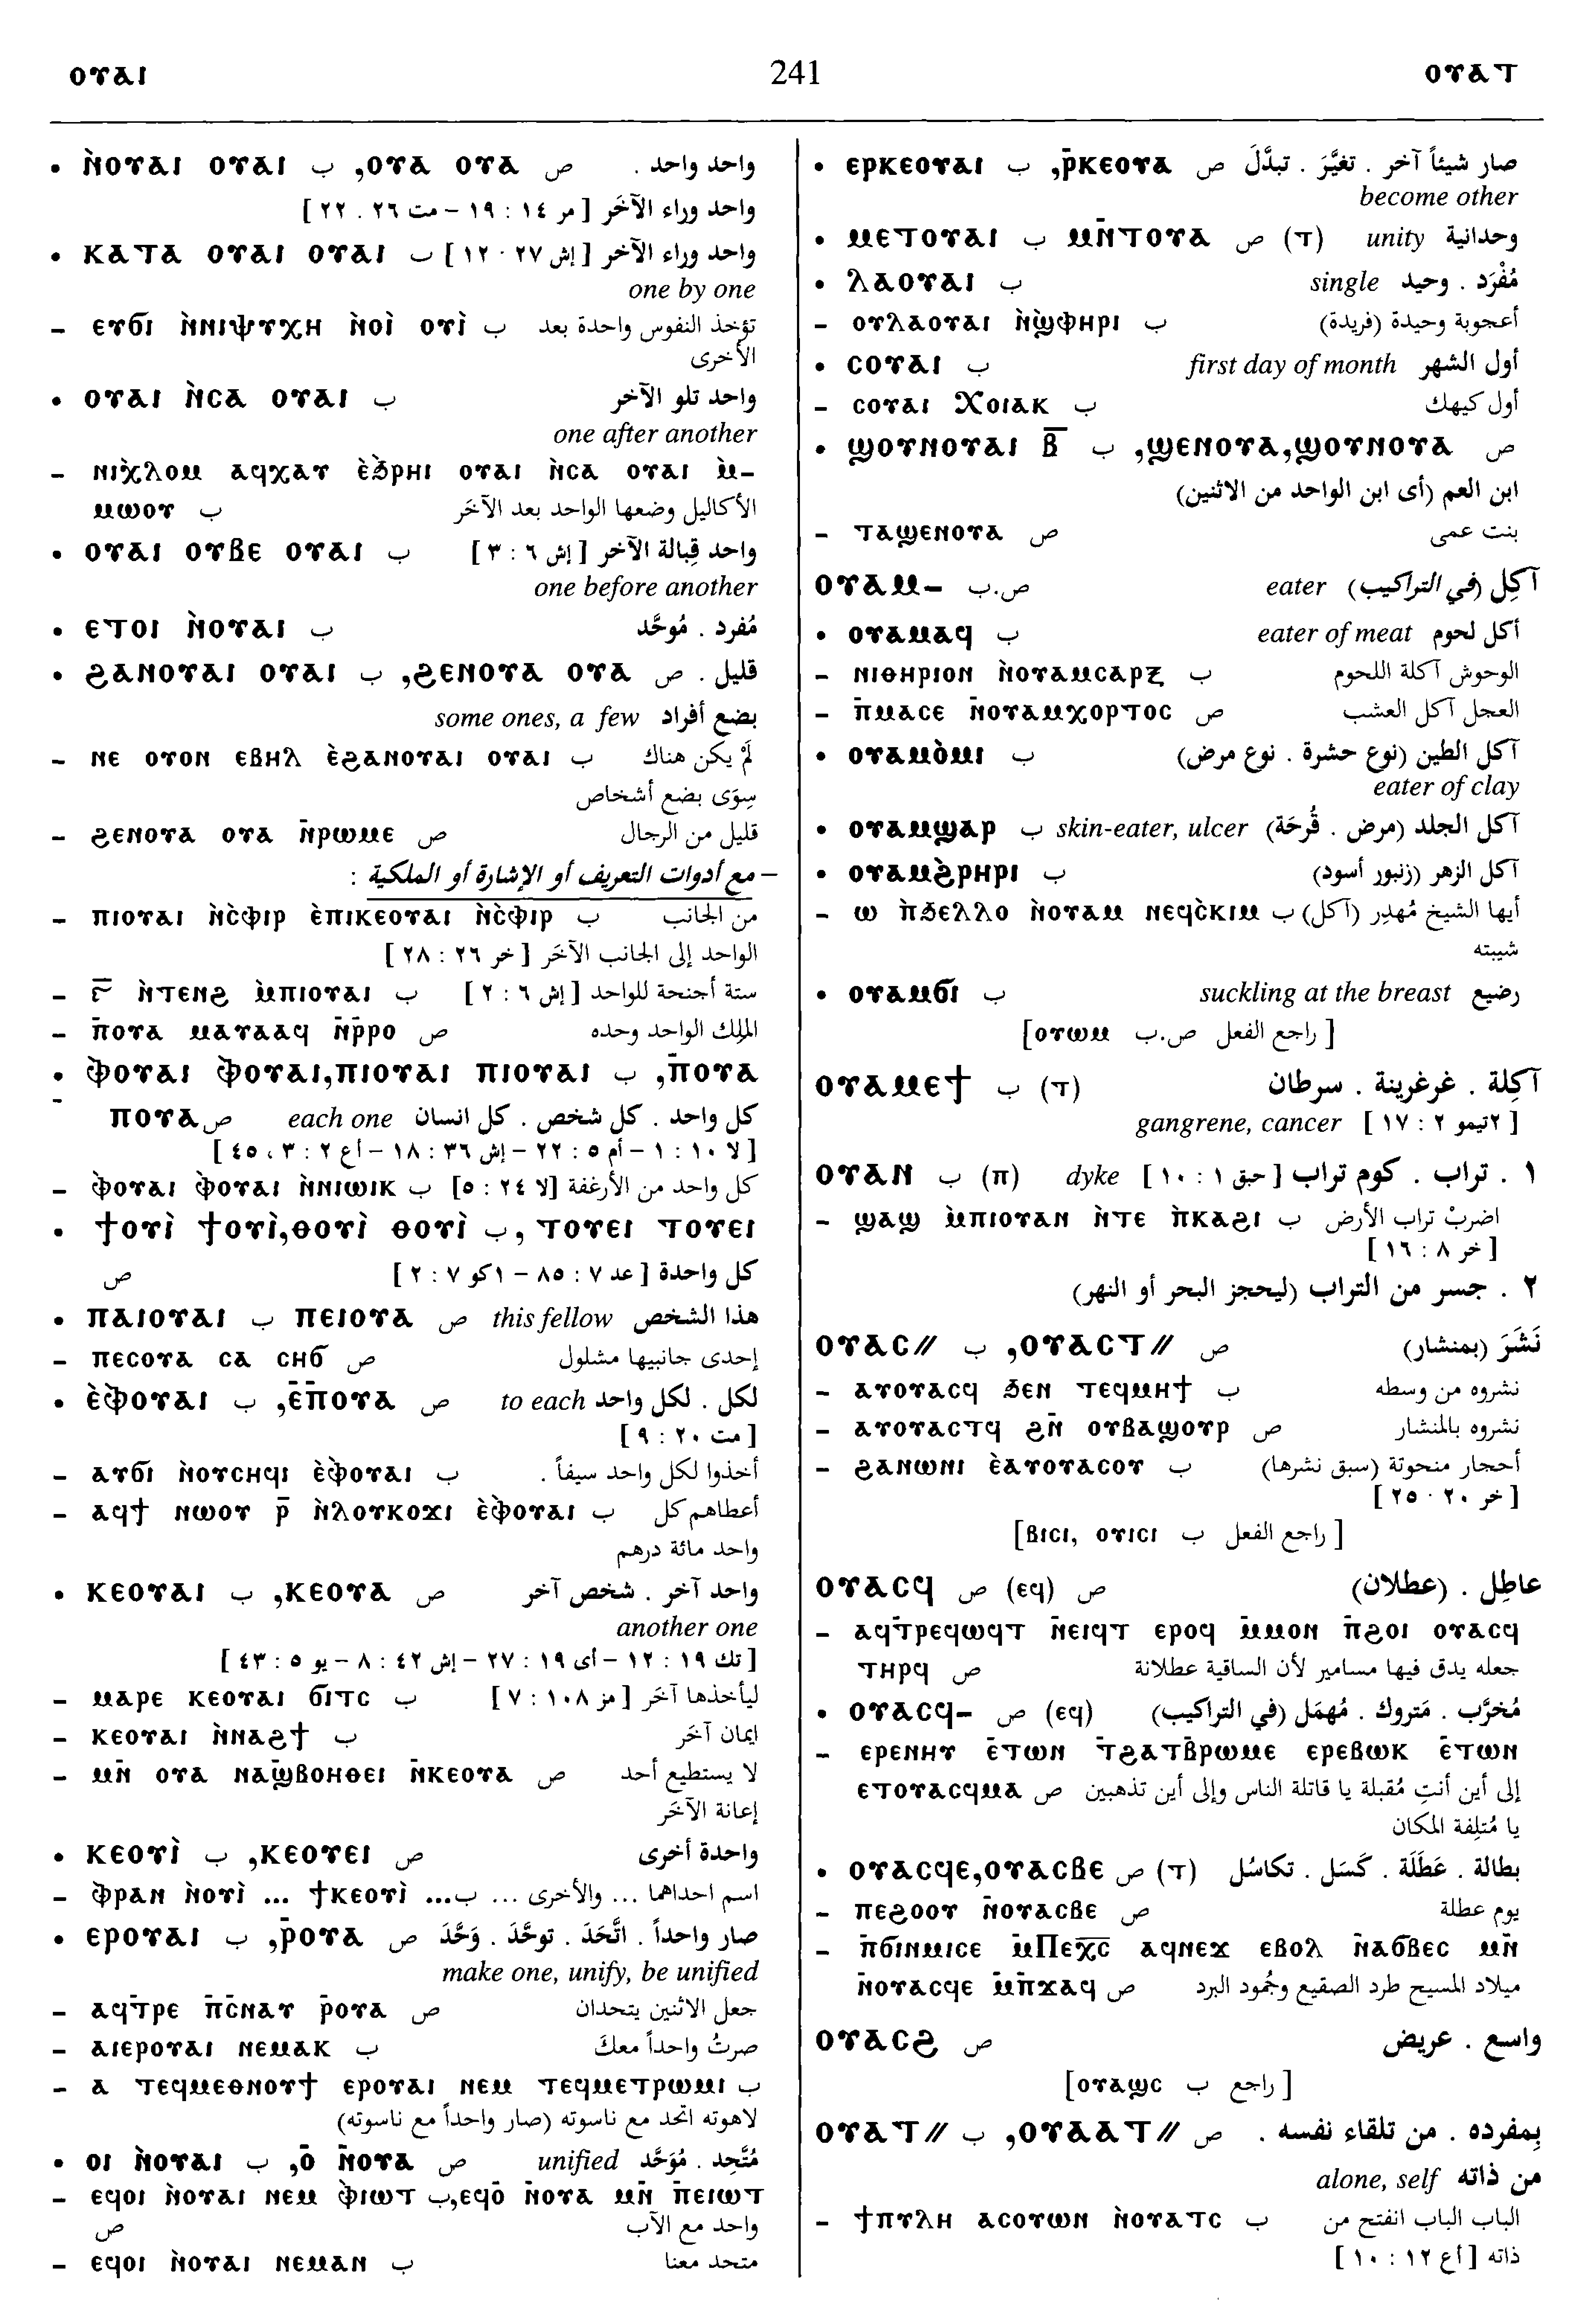 ⲟⲩⲁⲓ 241 ⲟⲩⲁⲧ
• ⲛ̀ⲟⲩⲁⲓ ⲟⲩⲁⲓ ب ,ⲟⲩⲁ ⲟⲩⲁ ص واحد واحد .
واحد وراء الآخَر [ مر ١٤ : ١٩ – مت ٢٦ . ٢٢ ]
• ⲕⲁⲧⲁ ⲟⲩⲁⲓ ⲟⲩⲁⲓ ب واحد وراء الآخر [ إش ٢٧ · ١٢ ]
one by one
– ⲉⲩϭⲓ ⲛ̀ⲛⲓⲯⲩⲭⲏ ⲛ̀ⲟⲓ̀ ⲟⲩⲓ̀ ب تؤخذ النفوس واحدة بعد
الأخرى
• ⲟⲩⲁⲓ ⲛ̀ⲥⲁ ⲟⲩⲁⲓ ب واحد تلو الآخر
one after another
– ⲛⲓⲭ̀ⲗⲟⲙ ⲁϥⲭⲁⲩ ⲉ̀ϧⲣⲏⲓ ⲟⲩⲁⲓ ⲛ̀ⲥⲁ ⲟⲩⲁⲓ ⲙ̀–
ⲙⲱⲟⲩ ب الأكاليل وضعها الواحد بعد الآخَر
• ⲟⲩⲁⲓ ⲟⲩⲃⲉ ⲟⲩⲁⲓ ب واحد قِبالة الآخر [ إش ٦ : ٣ ]
one before another
• ⲉⲧⲟⲓ ⲛ̀ⲟⲩⲁⲓ ب مُفرد . مُوحَّد
• ϩⲁⲛⲟⲩⲁⲓ ⲟⲩⲁⲓ ب ,ϩⲉⲛⲟⲩⲁ ⲟⲩⲁ ص قليل .
some ones, a few بضع أفراد
– ⲛⲉ ⲟⲩⲟⲛ ⲉⲃⲏⲗ ⲉ̀ϩⲁⲛⲟⲩⲁⲓ ⲟⲩⲁⲓ ب لَمْ يكن هناك
سِوَى بضع أشخاص
– ϩⲉⲛⲟⲩⲁ ⲟⲩⲁ ⲛ̄ⲣⲱⲙⲉ ص قليل من الرجال
– مع أدوات التعريف أو الإشارة أو الملكية :
– ⲡⲓⲟⲩⲁⲓ ⲛ̀ⲥ̀ⲫⲓⲣ ⲉ̀ⲡⲓⲕⲉⲟⲩⲁⲓ ⲛ̀ⲥ̀ⲫⲓⲣ ب من الجانب
الواحد إلى الجانب الآخَر [ خر ٢٦ : ٢٨ ]
– ⲋ̅ ⲛ̀ⲧⲉⲛϩ ⲙ̀ⲡⲓⲟⲩⲁⲓ ب ستة أجنحة للواحد [ إش ٦ : ٢ ]
– ⲡ̄ⲟⲩⲁ ⲙⲁⲩⲁⲁϥ ⲛ̄ⲣ̄ⲣⲟ ص الملِك الواحد وحده
• ⲫⲟⲩⲁⲓ ⲫⲟⲩⲁⲓ,ⲡⲓⲟⲩⲁⲓ ⲡⲓⲟⲩⲁⲓ ب ,ⲡ̄ⲟⲩⲁ
ⲡⲟⲩⲁ ص each one كل واحد . كل شخص . كل انسان
[ لا ١٠ : ١ – أم ٥ : ٢٢ – إش ٣٦ : ١٨ – أع ٢ : ٣ ، ٤٥ ]
– ⲫⲟⲩⲁⲓ ⲫⲟⲩⲁⲓ ⲛ̀ⲛⲓⲱⲓⲕ ب كل واحد من الأرغفة [لا ٢٤ : ٥]
• ϯⲟⲩⲓ̀ ϯⲟⲩⲓ̀,ⲑⲟⲩⲓ̀ ⲑⲟⲩⲓ̀ ب , ⲧⲟⲩⲉⲓ ⲧⲟⲩⲉⲓ
ص كل واحدة [ عد ٧ : ٨٥ – ١كو ٧ : ٢ ]
• ⲡⲁⲓⲟⲩⲁⲓ ب ⲡⲉⲓⲟⲩⲁ ص this fellow هذا الشخص
– ⲡⲉⲥⲟⲩⲁ ⲥⲁ ⲥⲛⲏϭ ص إحدى جانبيها مشلول
• ⲉ̀ⲫⲟⲩⲁⲓ ب ,ⲉ̄ⲡ̄ⲟⲩⲁ ص to each لكل . لكل واحد
[ مت ٢٠ : ٩ ]
– ⲁⲩϭⲓ ⲛ̀ⲟⲩⲥⲏϥⲓ ⲉ̀ⲫⲟⲩⲁⲓ ب أخذوا لكل واحد سيفاً .
– ⲁϥϯ ⲛⲱⲟⲩ ⲣ̄ ⲛ̀ⲗⲟⲩⲕⲟϫⲓ ⲉ̀ⲫⲟⲩⲁⲓ ب أعطاهم كل
واحد مائة درهم
• ⲕⲉⲟⲩⲁⲓ ب ,ⲕⲉⲟⲩⲁ ص واحد آخر . شخص آخر
another one
[ تك ١٩ : ١٢ – أى ١٩ : ٢٧ – إش ٤٢ : ٨ – يو ٥ : ٤٣ ]
– ⲙⲁⲣⲉ ⲕⲉⲟⲩⲁⲓ ϭⲓⲧⲥ ب ليأخذها آخَر [ مز ١٠٨ : ٧ ]
– ⲕⲉⲟⲩⲁⲓ ⲛ̀ⲛⲁϩϯ ب إيمان آخَر
– ⲙⲛ̄ ⲟⲩⲁ ⲛⲁϣⲃⲟⲏⲑⲉⲓ ⲛ̄ⲕⲉⲟⲩⲁ ص لا يستطيع أحد
إعانة الآخَر
• ⲕⲉⲟⲩⲓ̀ ب ,ⲕⲉⲟⲩⲉⲓ ص واحدة أخرى
– ⲫⲣⲁⲛ ⲛ̀ⲟⲩⲓ̀ ... ϯⲕⲉⲟⲩⲓ̀ ...ب اسم احداهما ... والأخرى ...
• ⲉⲣⲟⲩⲁⲓ ب ,ⲣ̄ⲟⲩⲁ ص صار واحداً . اتَّحَدَ . توحَّدَ . وَحَّدَ
make one, unify, be unified
– ⲁϥⲧ̄ⲣⲉ ⲡ̄ⲥ̄ⲛⲁⲩ ⲣ̄ⲟⲩⲁ ص جعل الاثنين يتحدان
– ⲁⲓⲉⲣⲟⲩⲁⲓ ⲛⲉⲙⲁⲕ ب صرتُ واحداً معكَ
– ⲁ ⲧⲉϥⲙⲉⲑⲛⲟⲩϯ ⲉⲣⲟⲩⲁⲓ ⲛⲉⲙ ⲧⲉϥⲙⲉⲧⲣⲱⲙⲓ ب
لاهوته اتحد مع ناسوته (صار واحداً مع ناسوته)
• ⲟⲓ ⲛ̀ⲟⲩⲁⲓ ب ,ⲟ̄ ⲛ̄ⲟⲩⲁ ص unified مُتَّحِد . مُوَحَّد
– ⲉϥⲟⲓ ⲛ̀ⲟⲩⲁⲓ ⲛⲉⲙ ⲫⲓⲱⲧ ب,ⲉϥⲟ̄ ⲛ̄ⲟⲩⲁ ⲙⲛ̄ ⲡ̄ⲉⲓⲱⲧ
ص واحد مع الآب
– ⲉϥⲟⲓ ⲛ̀ⲟⲩⲁⲓ ⲛⲉⲙⲁⲛ ب متحد معنا
• ⲉⲣⲕⲉⲟⲩⲁⲓ ب ,ⲣ̄ⲕⲉⲟⲩⲁ ص صار شيئاً آخر . تغيَّرَ . تبدَّلَ
become other
• ⲙⲉⲧⲟⲩⲁⲓ ب ⲙⲛ̄ⲧⲟⲩⲁ ص (ⲧ) unity وحدانية
• ⲗⲁⲟⲩⲁⲓ ب single مُفْرَد . وحيد
– ⲟⲩⲗⲁⲟⲩⲁⲓ ⲛ̀ϣⲫⲏⲣⲓ ب أعجوبة وحيدة (فريدة)
• ⲥⲟⲩⲁⲓ ب first day of month أول الشهر
– ⲥⲟⲩⲁⲓ Ⲭⲟⲓⲁⲕ ب أول كيهك
• ϣⲟⲩⲛⲟⲩⲁⲓ ⲃ̅ ب ,ϣⲉⲛⲟⲩⲁ,ϣⲟⲩⲛⲟⲩⲁ ص
ابن العم (أى ابن الواحد من الاثنين)
– ⲧⲁϣⲉⲛⲟⲩⲁ ص بنت عمى
ⲟⲩⲁⲙ– ص.ب eater آكِل (في التراكيب)
• ⲟⲩⲁⲙⲁϥ ب eater of meat أكل لحوم
– ⲛⲓⲑⲏⲣⲓⲟⲛ ⲛ̀ⲟⲩⲁⲙⲥⲁⲣⲝ ب الوحوش آكلة اللحوم
– ⲡ̄ⲙⲁⲥⲉ ⲛ̄ⲟⲩⲁⲙⲭⲟⲣⲧⲟⲥ ص العجل آكل العشب
• ⲟⲩⲁⲙⲟ̀ⲙⲓ ب آكل الطين (نوع حشرة . نوع مرض)
eater of clay
• ⲟⲩⲁⲙϣⲁⲣ ب skin-eater, ulcer آكل الجلد (مرض . قُرحَة)
• ⲟⲩⲁⲙϩ̀ⲣⲏⲣⲓ ب آكل الزهر (زنبور أسود)
– ⲱ ⲡ̀ϧⲉⲗⲗⲟ ⲛ̀ⲟⲩⲁⲙ ⲛⲉϥⲥ̀ⲕⲓⲙ ب أيها الشيخ مُهدِر (آكل)
شيبته
• ⲟⲩⲁⲙϭⲓ ب suckling at the breast رضيع
[ راجع الفعل ص.ب ⲟⲩⲱⲙ]
ⲟⲩⲁⲙⲉϯ ب (ⲧ) آكِلة . غرغرينة . سرطان
gangrene, cancer [ ٢تيمو ٢ : ١٧ ]
ⲟⲩⲁⲛ ب (ⲡ) dyke ١ . تراب . كوم تراب [ حبق ١ : ١٠ ]
– ϣⲁϣ ⲙ̀ⲡⲓⲟⲩⲁⲛ ⲛ̀ⲧⲉ ⲡ̀ⲕⲁϩⲓ ب اضربْ تراب الأرض
[ خر ٨ : ١٦ ]
٢ . جسر من التراب (ليحجز البحر أو النهر)
ⲟⲩⲁⲥ// ب ,ⲟⲩⲁⲥⲧ// ص نَشَرَ (بمنشار)
– ⲁⲩⲟⲩⲁⲥϥ ϧⲉⲛ ⲧⲉϥⲙⲏϯ ب نشروه من وسطه
– ⲁⲩⲟⲩⲁⲥⲧϥ ϩⲛ̄ ⲟⲩⲃⲁϣⲟⲩⲣ ص نشروه بالمنشار
– ϩⲁⲛⲱⲛⲓ ⲉ̀ⲁⲩⲟⲩⲁⲥⲟⲩ ب أحجار منحوتة (سبق نشرها)
[ خر ٢٠ · ٢٥ ]
[ راجع الفعل ب ⲃⲓⲥⲓ, ⲟⲩⲓⲥⲓ]
ⲟⲩⲁⲥϥ ص (ⲉϥ) ص عاطِل . (عطلان)
– ⲁϥⲧ̄ⲣⲉϥⲱϥⲧ ⲛ̄ⲉⲓϥⲧ ⲉⲣⲟϥ ⲙ̄ⲙⲟⲛ ⲡ̄ϩⲟⲓ ⲟⲩⲁⲥϥ
ⲧⲏⲣϥ ص جعله يدق فيها مسامير لأن الساقية عطلانة
• ⲟⲩⲁⲥϥ– ص (ⲉϥ) مُخرَّب . مَتروك . مُهمَل (في التراكيب)
– ⲉⲣⲉⲛⲏⲩ ⲉ̄ⲧⲱⲛ ⲧ̄ϩⲁⲧⲃ̄ⲣⲱⲙⲉ ⲉⲣⲉⲃⲱⲕ ⲉ̄ⲧⲱⲛ
ⲉⲧⲟⲩⲁⲥϥⲙⲁ ص إلى أين أنتِ مُقبلة يا قاتلة الناس وإلى أين تذهبين
يا مُتلِفة المكان
• ⲟⲩⲁⲥϥⲉ,ⲟⲩⲁⲥⲃⲉ ص (ⲧ) بطالة . عَطَلَة . كَسَل . تكاسُل
– ⲡⲉϩⲟⲟⲩ ⲛ̄ⲟⲩⲁⲥⲃⲉ ص يوم عطلة
– ⲡ̄ϭⲓⲛⲙⲓⲥⲉ ⲙ̄Ⲡⲉⲭ̅ⲥ̅ ⲁϥⲛⲉϫ ⲉⲃⲟⲗ ⲛ̄ⲁϭⲃⲉⲥ ⲙⲛ̄
ⲛ̄ⲟⲩⲁⲥϥⲉ ⲙ̄ⲡ̄ϫⲁϥ ص ميلاد المسيح طرد الصقيع وجُمود البرد
ⲟⲩⲁⲥϩ ص واسع . عريض
[ راجع ب ⲟⲩⲁϣⲥ]
ⲟⲩⲁⲧ// ب ,ⲟⲩⲁⲁⲧ// ص بِمفرده . من تلقاء نفسه .
alone, self من ذاته
– ϯⲡⲩⲗⲏ ⲁⲥⲟⲩⲱⲛ ⲛ̀ⲟⲩⲁⲧⲥ ب الباب الباب انفتح من
ذاته [ أع ١٢ : ١٠ ]